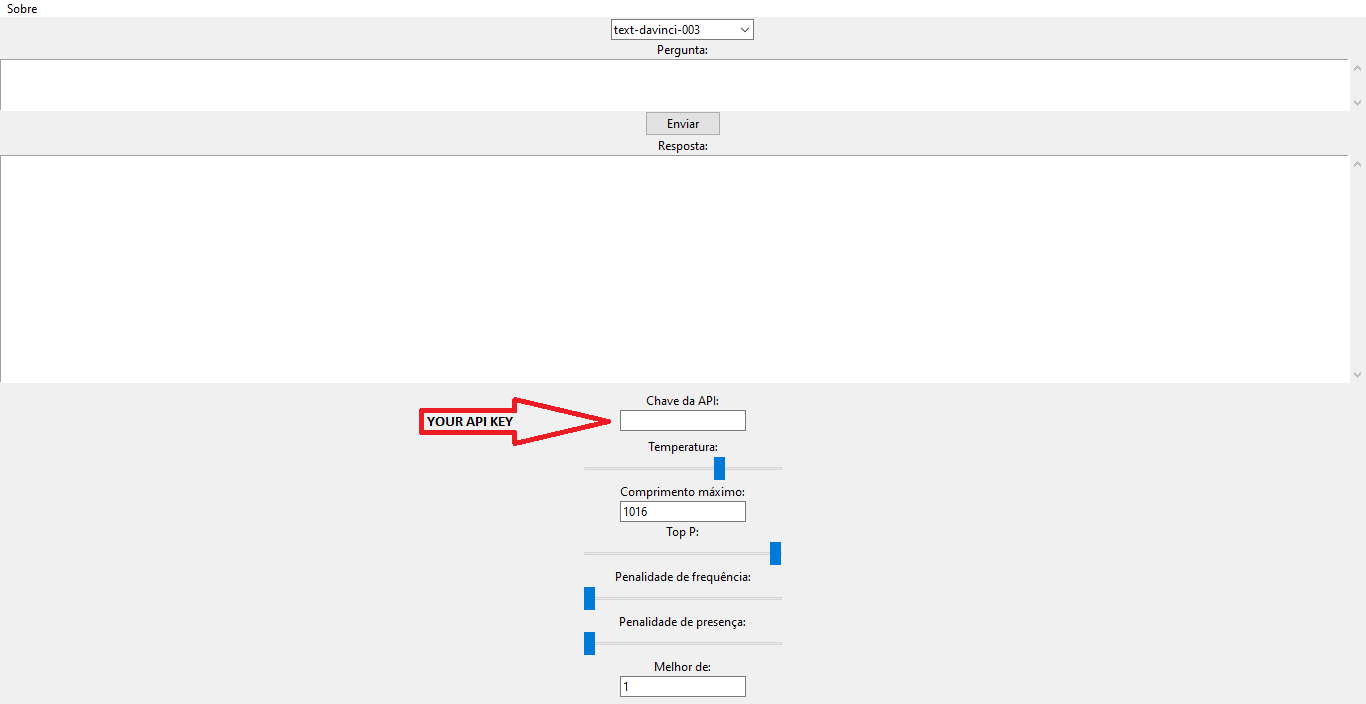 Sobre
text-davinci-003
Pergunta:
Enviar
Resposta:
Chave da API:
YOUR API KEY
Temperatura:
Comprimento máximo:
1016
Top P:
Penalidade de frequência:
Penalidade de presença:
Melhor de:
1